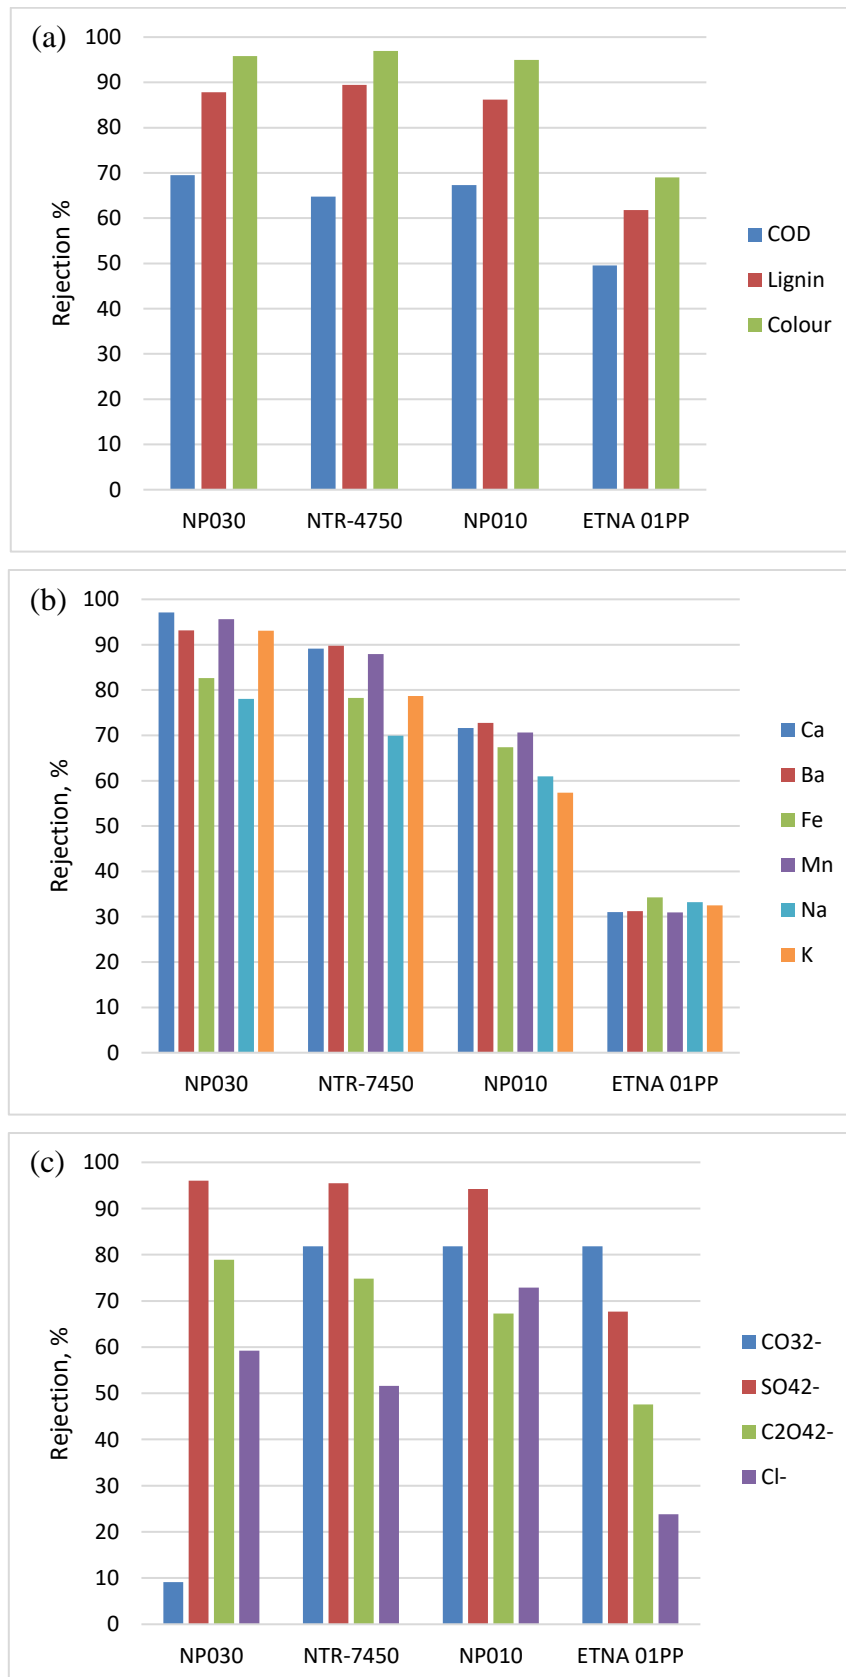 (a)
Rejection %
100
90
80
70
60
50
40
30
20
10
0
NP030 NTR-4750 NP010 ETNA 01PP
COD
Lignin
Colour
(b)
Rejection, %
100
90
80
70
60
50
40
30
20
10
0
NP030 NTR-7450 NP010 ETNA 01PP
Ca
Ba
Fe
Mn
Na
K
(c)
Rejection, %
100
90
80
70
60
50
40
30
20
10
0
NP030 NTR-7450 NP010 ETNA 01PP
CO32-
SO42-
C2O42-
Cl-